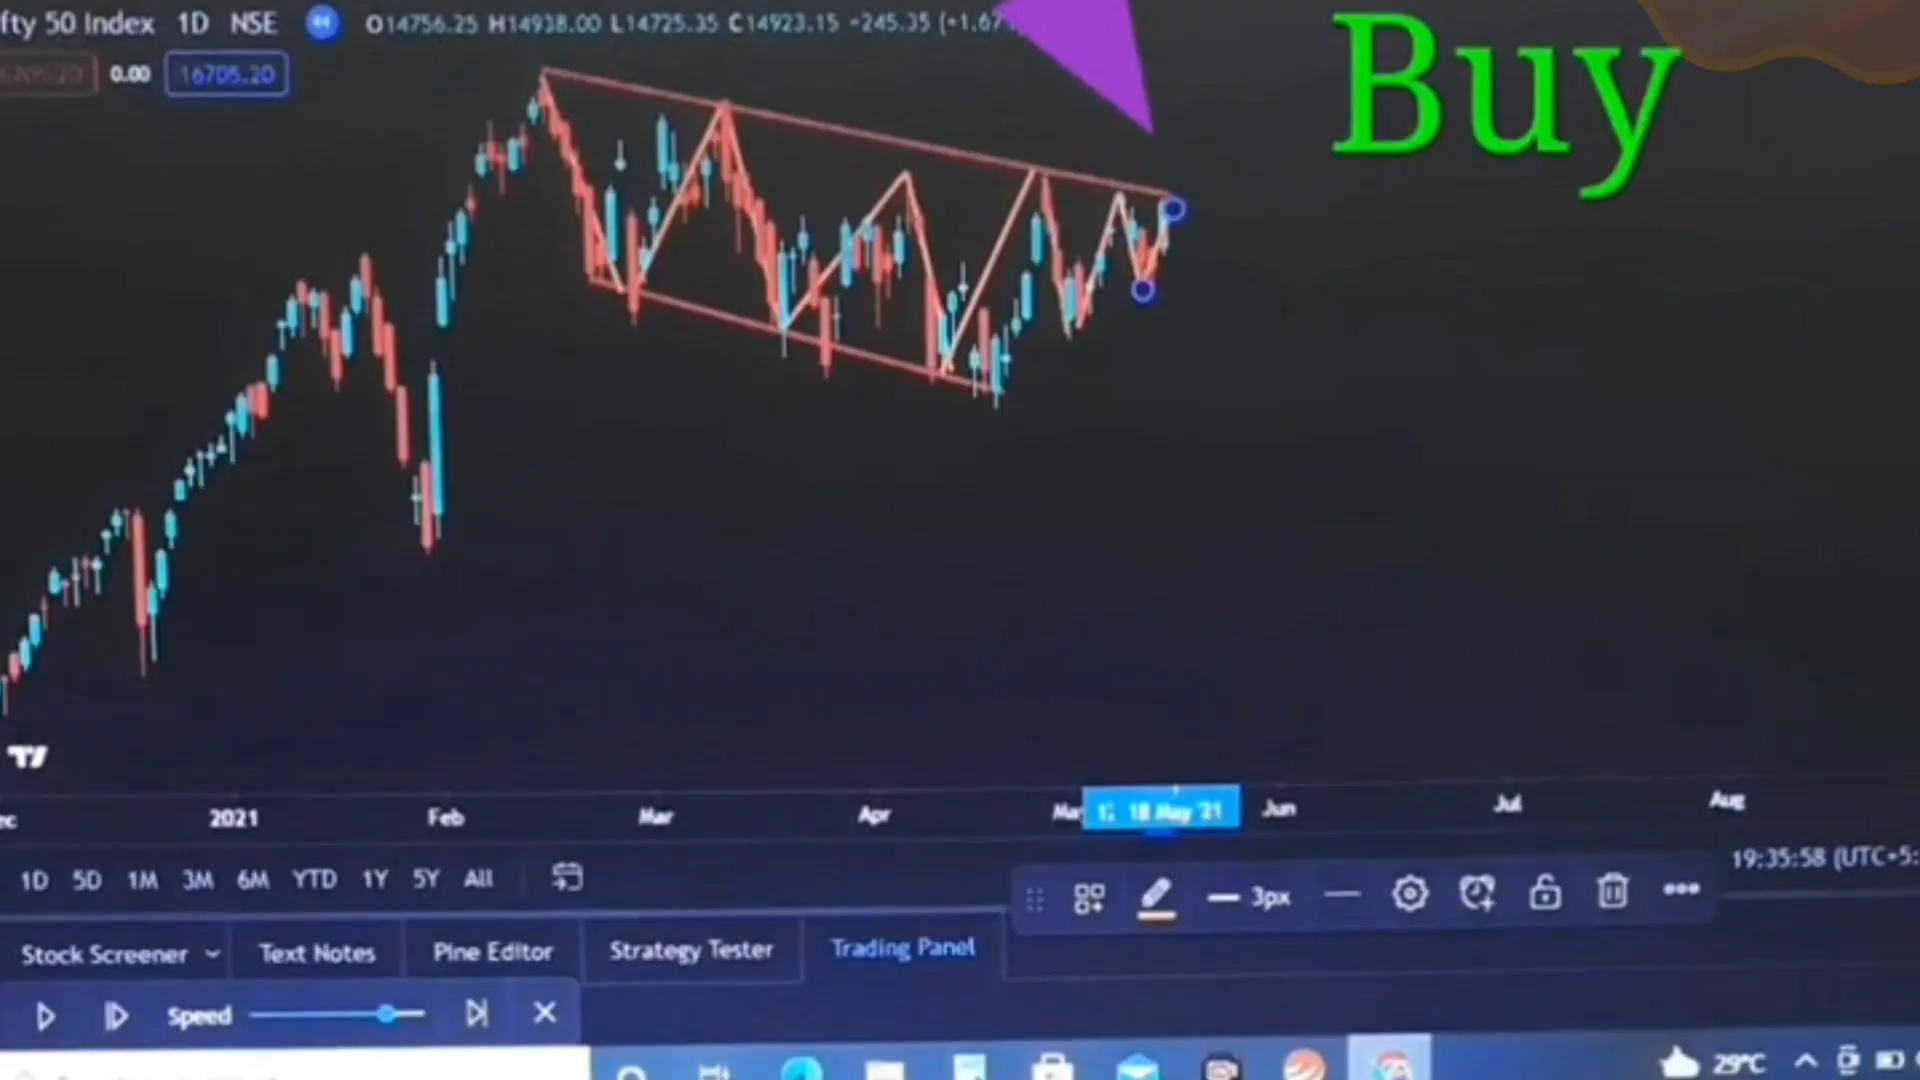 fty 50 Index 1D NSE O14756.25 H14938.00 L14725.35 C14923.15 -245.35 (+1.67
0.00 16705.20
Buy
2021 Feb Mar Apr 18 May '21 Jun Jul Aug
1D 5D 1M 3M 6M YTD 1Y 5Y All
19:35:58 (UTC+5:
3px
Stock Screener Text Notes Pine Editor Strategy Tester Trading Panel
Speed
29°C